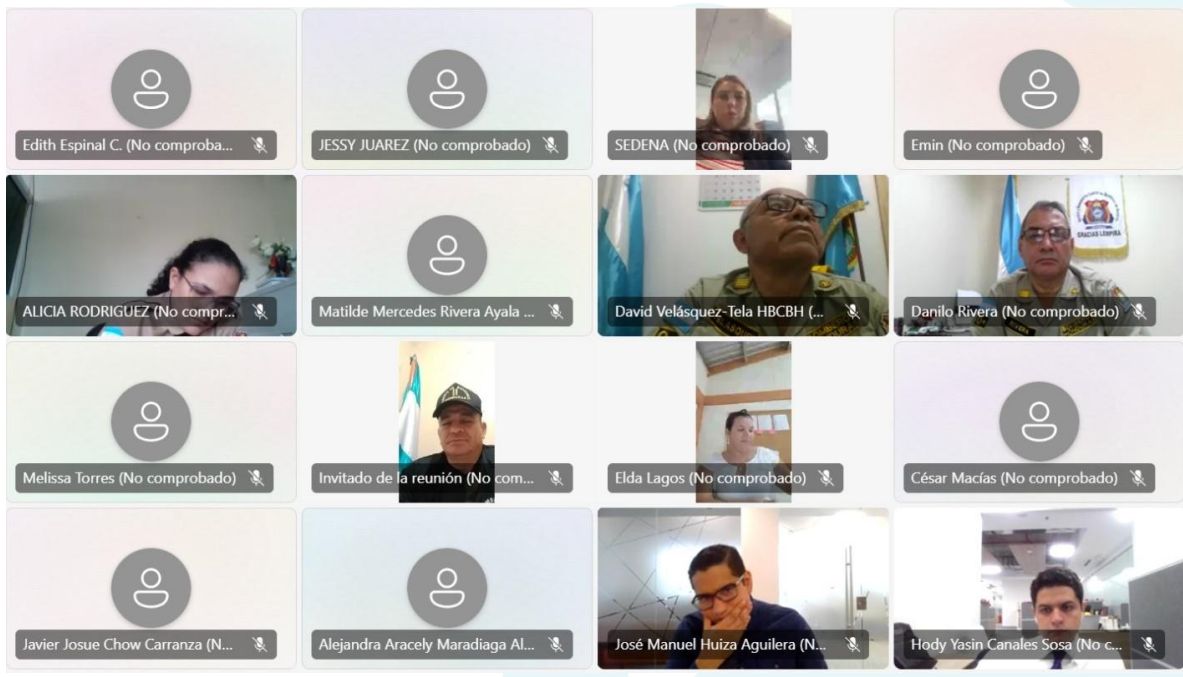 Edith Espinal C. (No comproba...
JESSY JUAREZ (No comprobado)
SEDENA (No comprobado)
Emin (No comprobado)
ALICIA RODRIGUEZ (No compr...
Matilde Mercedes Rivera Ayala ...
David Velásquez-Tela HBCBH (...
GRACIAS LEMPIRA
Danilo Rivera (No comprobado)
Melissa Torres (No comprobado)
Invitado de la reunión (No com...
Elda Lagos (No comprobado)
César Macías (No comprobado)
Javier Josue Chow Carranza (N...
Alejandra Aracely Maradiaga Al...
José Manuel Huiza Aguilera (N...
Hody Yasin Canales Sosa (No c...